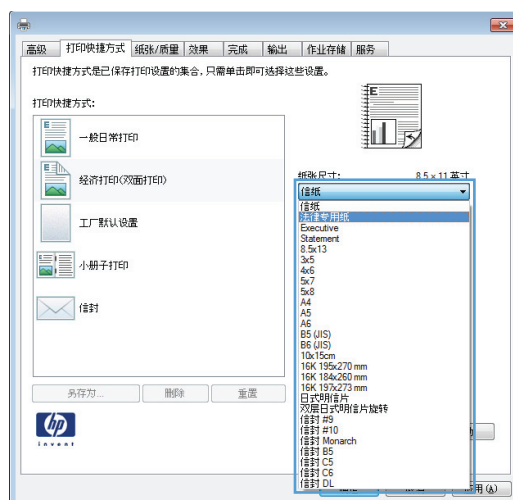 高级 打印快捷方式 纸张/质量 效果 完成 输出 作业存储 服务
打印快捷方式是已保存打印设置的集合,只需单击即可选择这些设置。
打印快捷方式:
一般日常打印
经济打印(双面打印)
工厂默认设置
小册子打印
信封
另存为... 删除 重置
hp
invent
E
纸张尺寸: 8.5 × 11 英寸
信纸
信纸
法律专用纸
Executive
Statement
8.5x13
3x5
4x6
5x7
5x8
A4
A5
A6
B5 (JIS)
B6 (JIS)
10x15cm
16K 195x270 mm
16K 184x260 mm
16K 197x273 mm
日式明信片
双层日式明信片旋转
信封 #9
信封 #10
信封 Monarch
信封 B5
信封 C5
信封 C6
信封 DL
用(A)